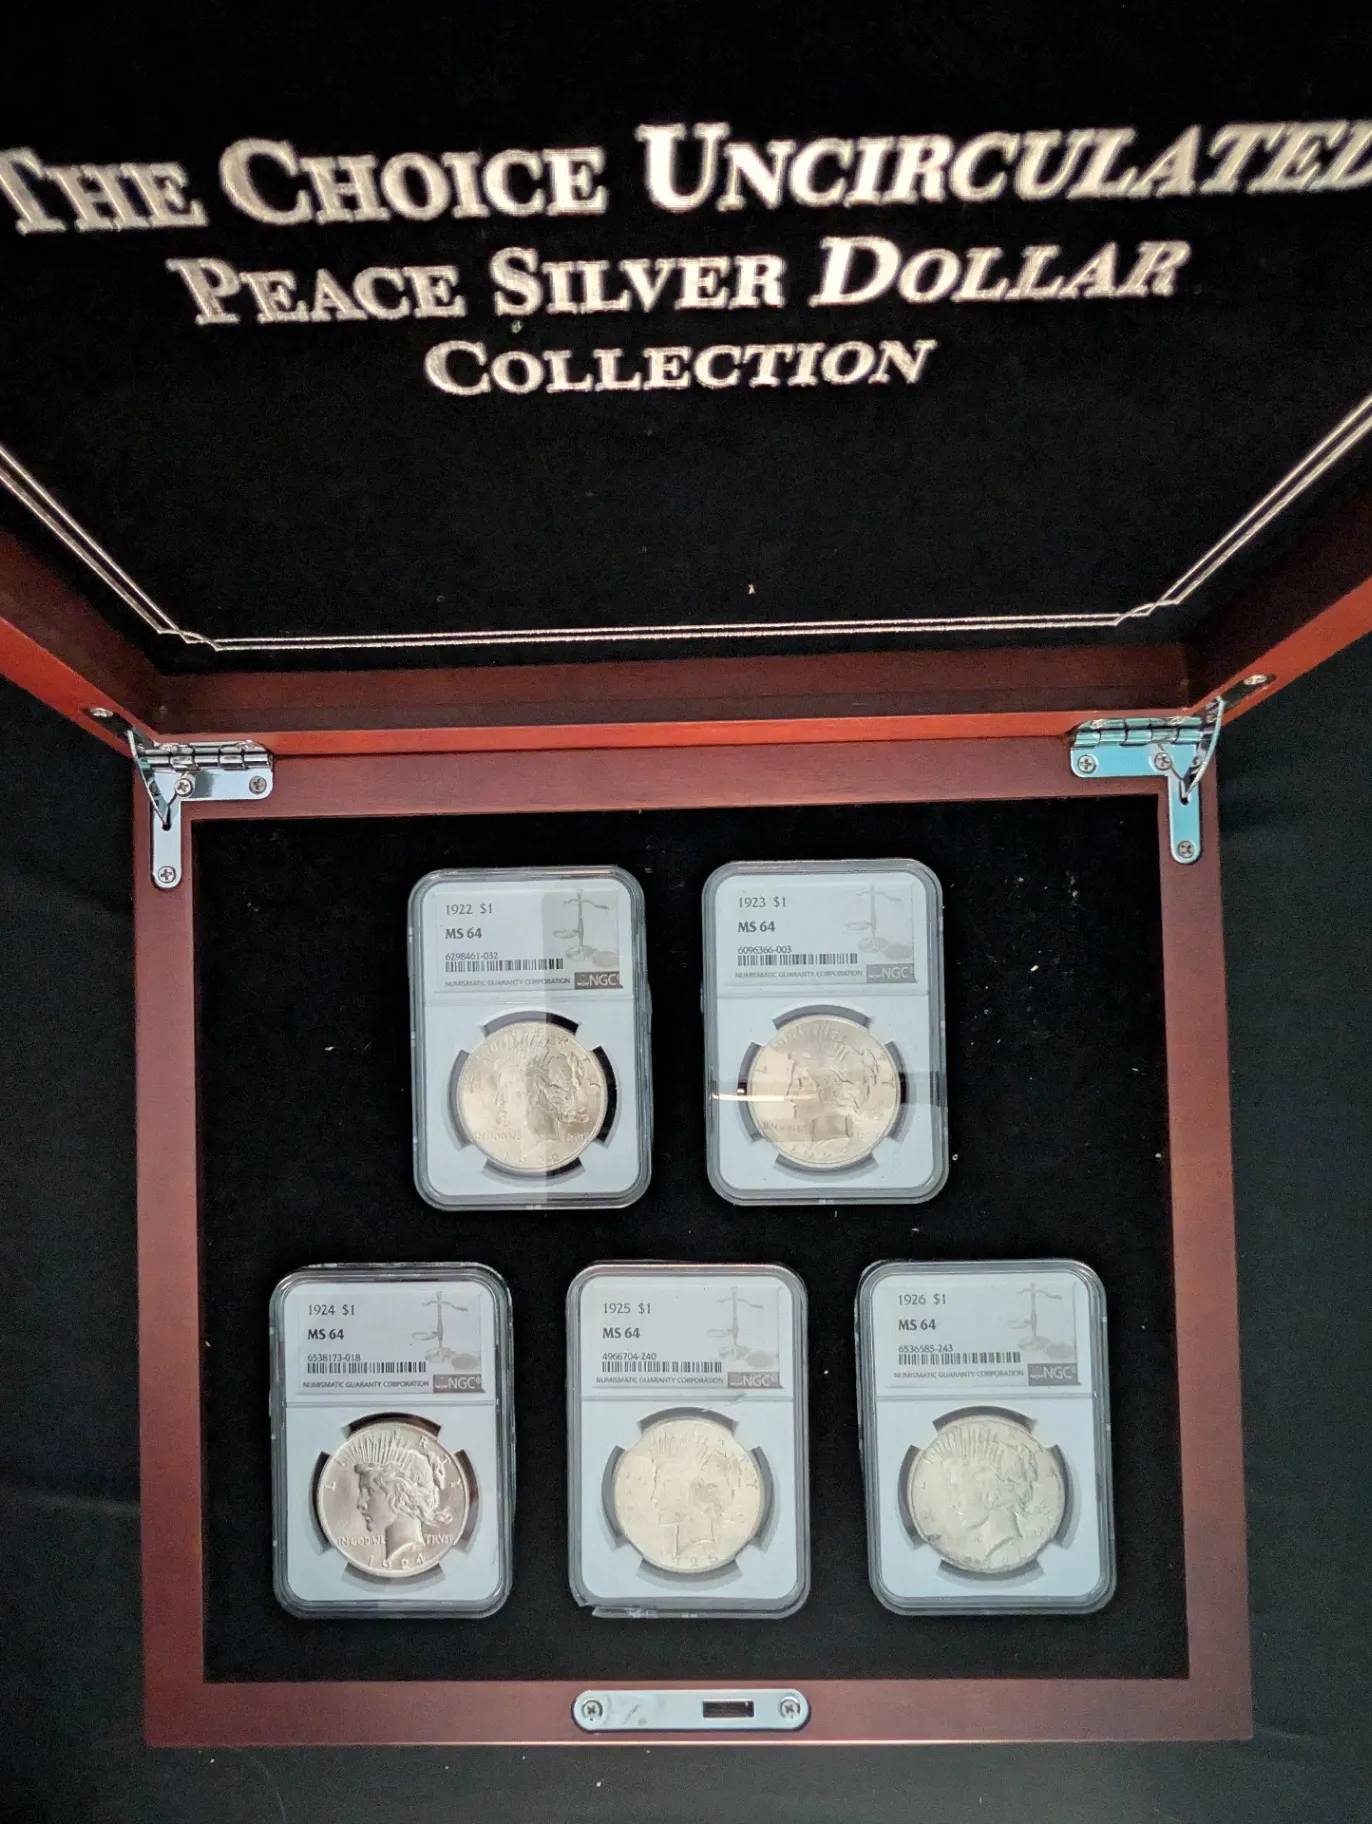 THE CHOICE UNCIRCULATED
PEACE SILVER DOLLAR
COLLECTION
1922 $1
MS 64
6298461-032
NUMISMATIC GUARANTY CORPORATION NGC
1923 $1
MS 64
6096366-003
NUMISMATIC GUARANTY CORPORATION NGC
1924 $1
MS 64
6538173-018
NUMISMATIC GUARANTY CORPORATION NGC
LIBERTY
IN GOD WE TRVST
1924
1925 $1
MS 64
4966704-240
NUMISMATIC GUARANTY CORPORATION NGC
1926 $1
MS 64
6536585-243
NUMISMATIC GUARANTY CORPORATION NGC